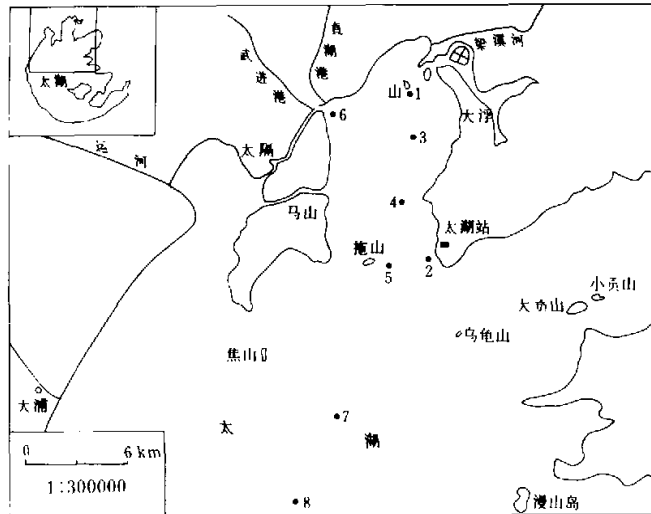 太湖
武进港
直湖港
梁溪河
山
1
大浮
6
3
太滆
运河
4
马山
太湖站
拖山
5
2
小贡山
大贡山
乌龟山
焦山
大浦
7
太
湖
0
6 km
1:300000
8
漫山岛